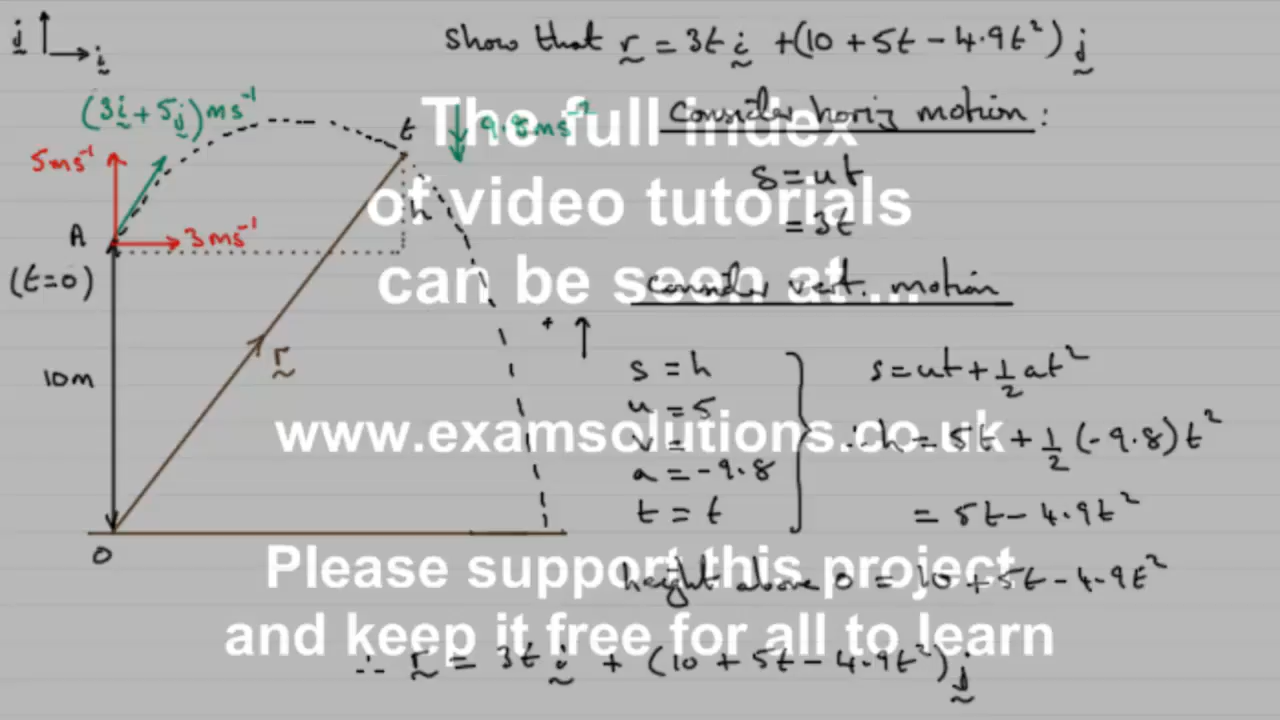 show that r = 3t i + (10 + 5t - 4.9t²) j
j
i
(3i + 5j) ms⁻¹
t
9.8ms⁻²
5ms⁻¹
A
3ms⁻¹
h
(t=0)
10m
r
O
The full index
of video tutorials
can be seen at ...
www.examsolutions.co.uk
Please support this project
and keep it free for all to learn
Consider horiz motion:
s = ut
= 3t
Consider vert. motion
+ ↑
s = h
u = 5
v =
a = -9.8
t = t
s = ut + ½at²
∴ h = 5t + ½(-9.8)t²
= 5t - 4.9t²
height above O = 10 + 5t - 4.9t²
∴ r = 3t i + (10 + 5t - 4.9t²) j